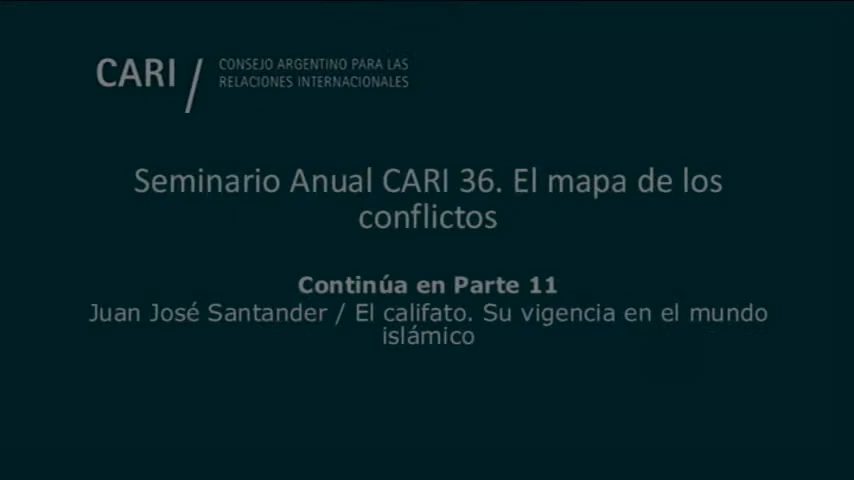 CARI
CONSEJO ARGENTINO PARA LAS
RELACIONES INTERNACIONALES
Seminario Anual CARI 36. El mapa de los
conflictos
Continúa en Parte 11
Juan José Santander / El califato. Su vigencia en el mundo
islámico